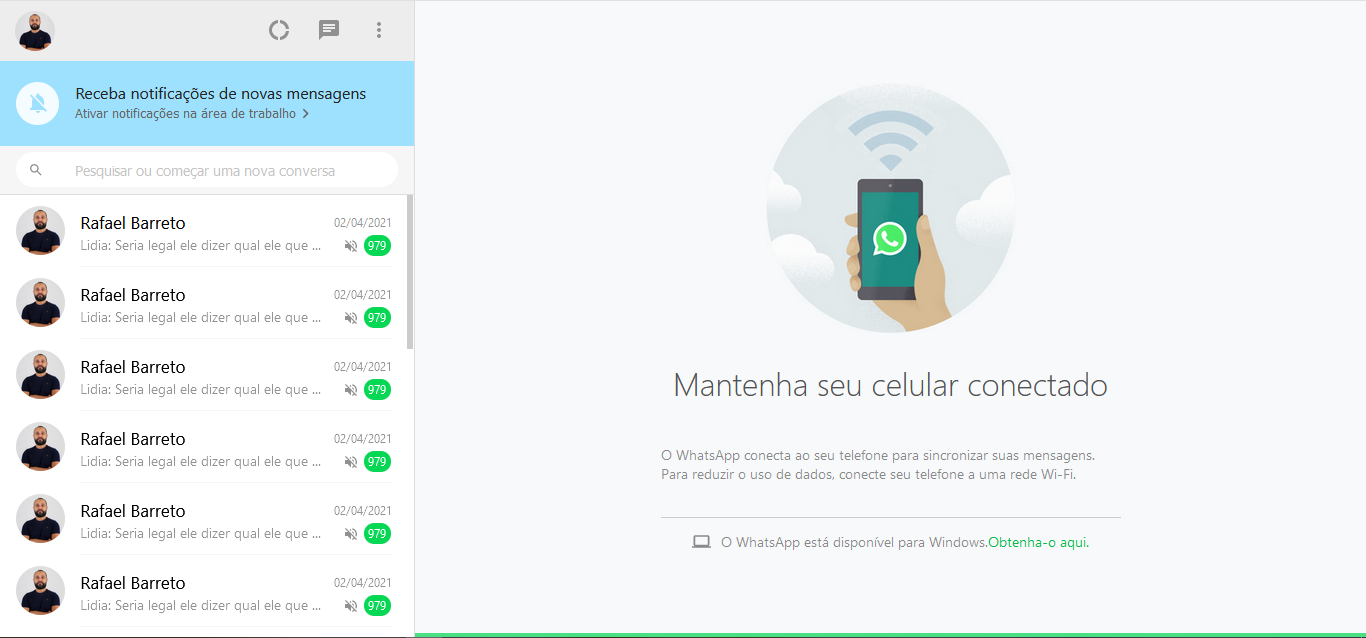 Receba notificações de novas mensagens
Ativar notificações na área de trabalho >
Pesquisar ou começar uma nova conversa
Rafael Barreto 02/04/2021
Lidia: Seria legal ele dizer qual ele que ... 979
Rafael Barreto 02/04/2021
Lidia: Seria legal ele dizer qual ele que ... 979
Rafael Barreto 02/04/2021
Lidia: Seria legal ele dizer qual ele que ... 979
Rafael Barreto 02/04/2021
Lidia: Seria legal ele dizer qual ele que ... 979
Rafael Barreto 02/04/2021
Lidia: Seria legal ele dizer qual ele que ... 979
Rafael Barreto 02/04/2021
Lidia: Seria legal ele dizer qual ele que ... 979
Mantenha seu celular conectado
O WhatsApp conecta ao seu telefone para sincronizar suas mensagens.
Para reduzir o uso de dados, conecte seu telefone a uma rede Wi-Fi.
O WhatsApp está disponível para Windows.Obtenha-o aqui.